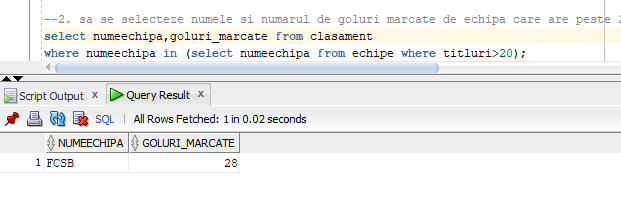 --2. sa se selecteze numele si numarul de goluri marcate de echipa care are peste 2
select numeechipa,goluri_marcate from clasament
where numeechipa in (select numeechipa from echipe where titluri>20);
Script Output x Query Result x
SQL | All Rows Fetched: 1 in 0.02 seconds
NUMEECHIPA GOLURI_MARCATE
1 FCSB 28